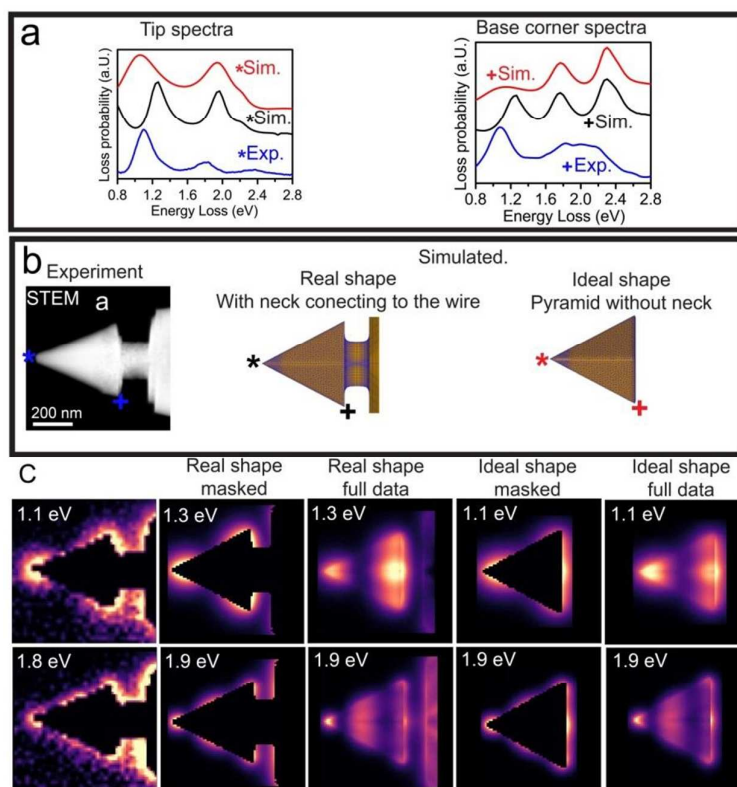 a
Tip spectra
Loss probability (a.U.)
*Sim.
*Sim.
*Exp.
0.8 1.2 1.6 2.0 2.4 2.8
Energy Loss (eV)
Base corner spectra
Loss probability (a.U.)
+Sim.
+Sim.
+Exp.
0.8 1.2 1.6 2.0 2.4 2.8
Energy Loss (eV)
b
Experiment
STEM a
*
+
200 nm
Simulated.
Real shape
With neck conecting to the wire
*
+
Ideal shape
Pyramid without neck
*
+
C
Real shape
masked
Real shape
full data
Ideal shape
masked
Ideal shape
full data
1.1 eV 1.3 eV 1.3 eV 1.1 eV 1.1 eV
1.8 eV 1.9 eV 1.9 eV 1.9 eV 1.9 eV